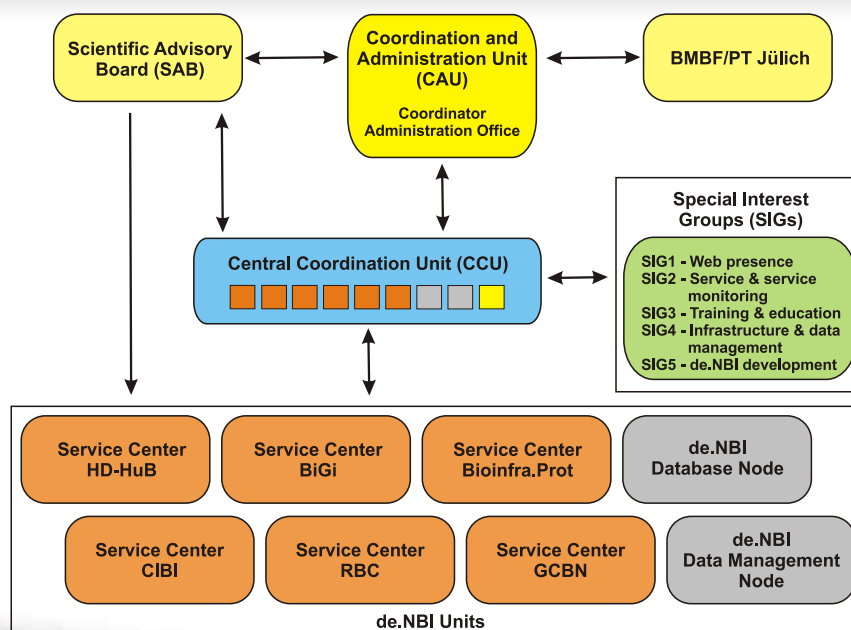 Scientific Advisory
Board (SAB)
Coordination and
Administration Unit
(CAU)
Coordinator
Administration Office
BMBF/PT Jülich
Special Interest
Groups (SIGs)
SIG1 - Web presence
SIG2 - Service & service
monitoring
SIG3 - Training & education
SIG4 - Infrastructure & data
management
SIG5 - de.NBI development
Central Coordination Unit (CCU)
Service Center
HD-HuB
Service Center
BiGi
Service Center
Bioinfra.Prot
de.NBI
Database Node
Service Center
CIBI
Service Center
RBC
Service Center
GCBN
de.NBI
Data Management
Node
de.NBI Units